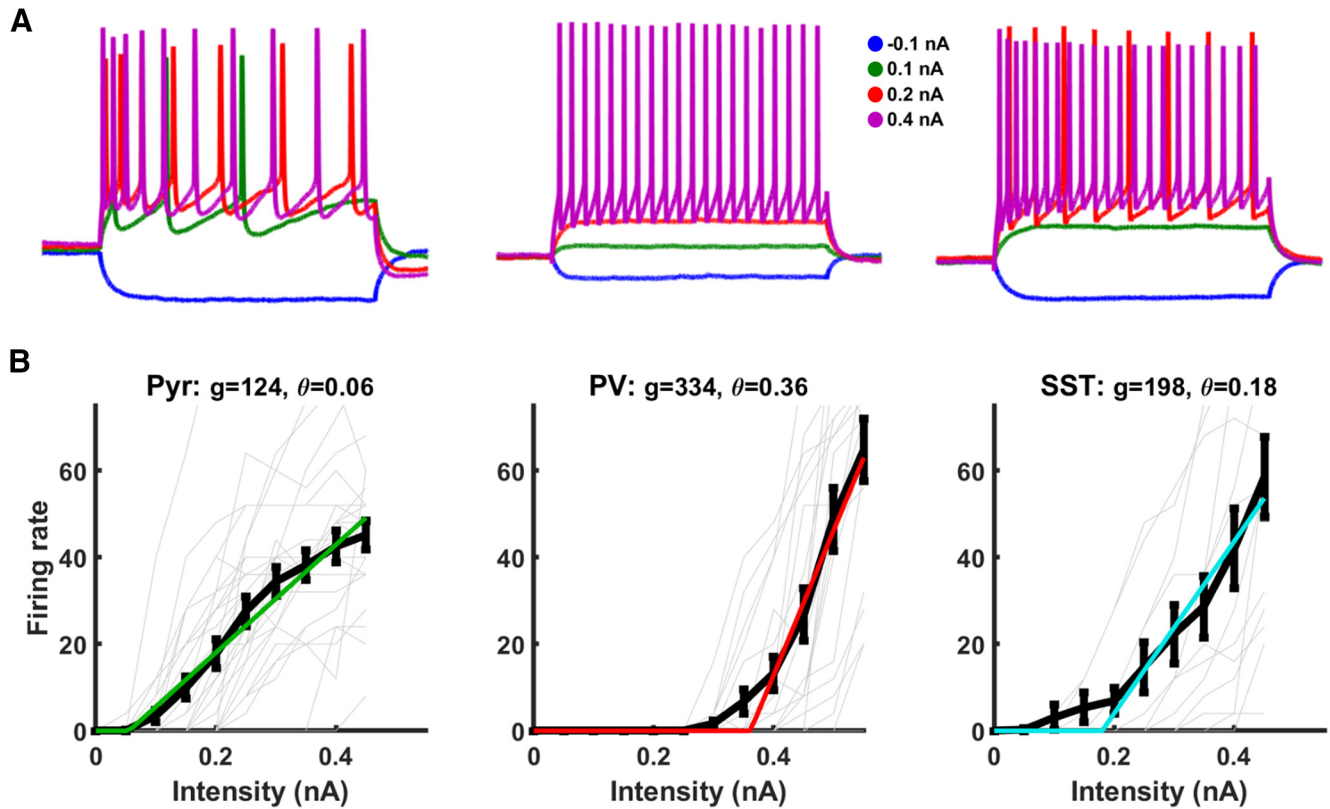 A
-0.1 nA
0.1 nA
0.2 nA
0.4 nA
B
Pyr: g=124, θ=0.06
PV: g=334, θ=0.36
SST: g=198, θ=0.18
Firing rate
60
40
20
0
0 0.2 0.4
Intensity (nA)
60
40
20
0
0 0.2 0.4
Intensity (nA)
60
40
20
0
0 0.2 0.4
Intensity (nA)